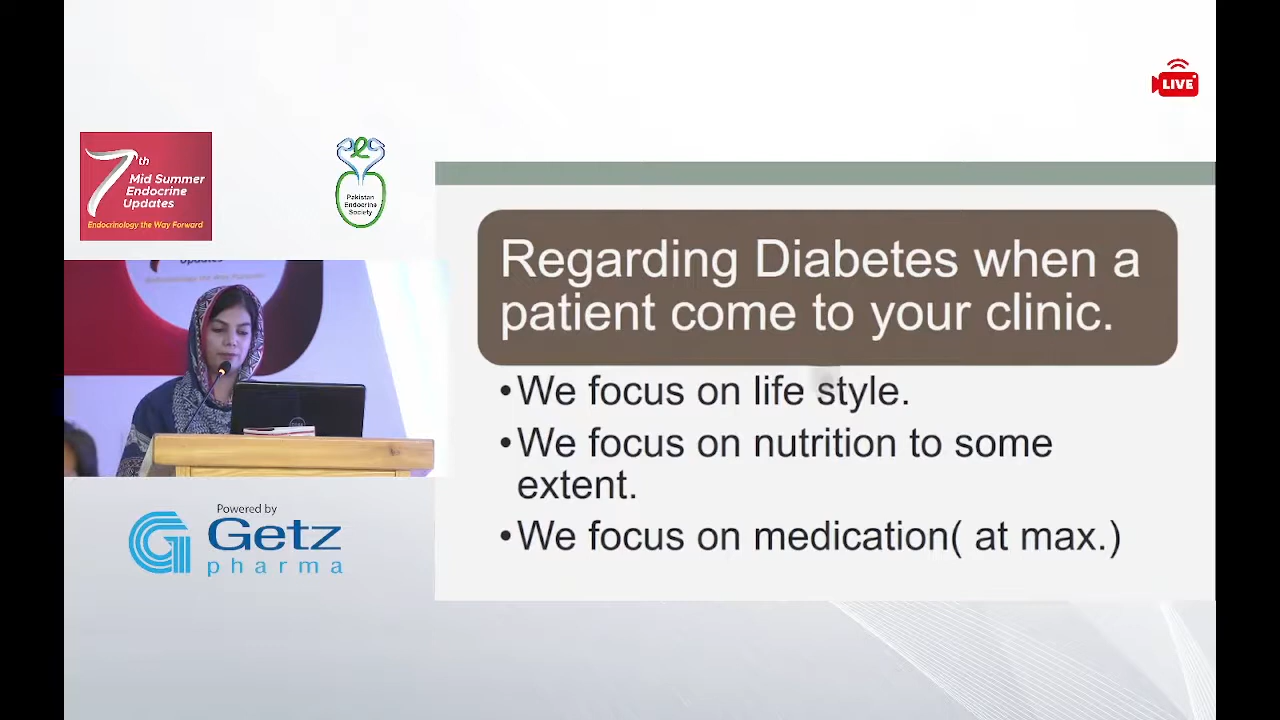 LIVE
7th
Mid Summer
Endocrine
Updates
Endocrinology the Way Forward
Pakistan
Endocrine
Society
Updates
Regarding Diabetes when a
patient come to your clinic.
•We focus on life style.
•We focus on nutrition to some
extent.
•We focus on medication( at max.)
Powered by
Getz
pharma